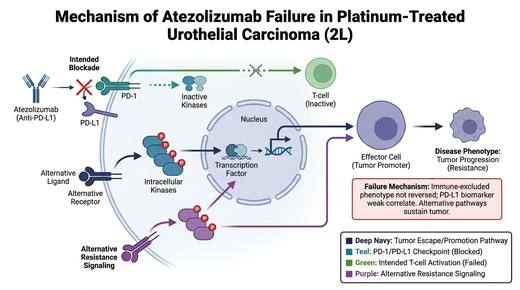 Mechanism of Atezolizumab Failure in Platinum-Treated
Urothelial Carcinoma (2L)
Intended
Blockade
PD-1
Atezolizumab
(Anti-PD-L1)
PD-L1
Inactive
Kinases
T-cell
(Inactive)
Nucleus
Alternative
Ligand
Alternative
Receptor
P
P
P
P
Intracellular
Kinases
Transcription
Factor
Effector Cell
(Tumor Promoter)
Disease Phenotype:
Tumor Progression
(Resistance)
Failure Mechanism: Immune-excluded
phenotype not reversed; PD-L1 biomarker
weak correlate. Alternative pathways
sustain tumor.
Alternative
Resistance
Signaling
P
P
P
Deep Navy: Tumor Escape/Promotion Pathway
Teal: PD-1/PD-L1 Checkpoint (Blocked)
Green: Intended T-cell Activation (Failed)
Purple: Alternative Resistance Signaling